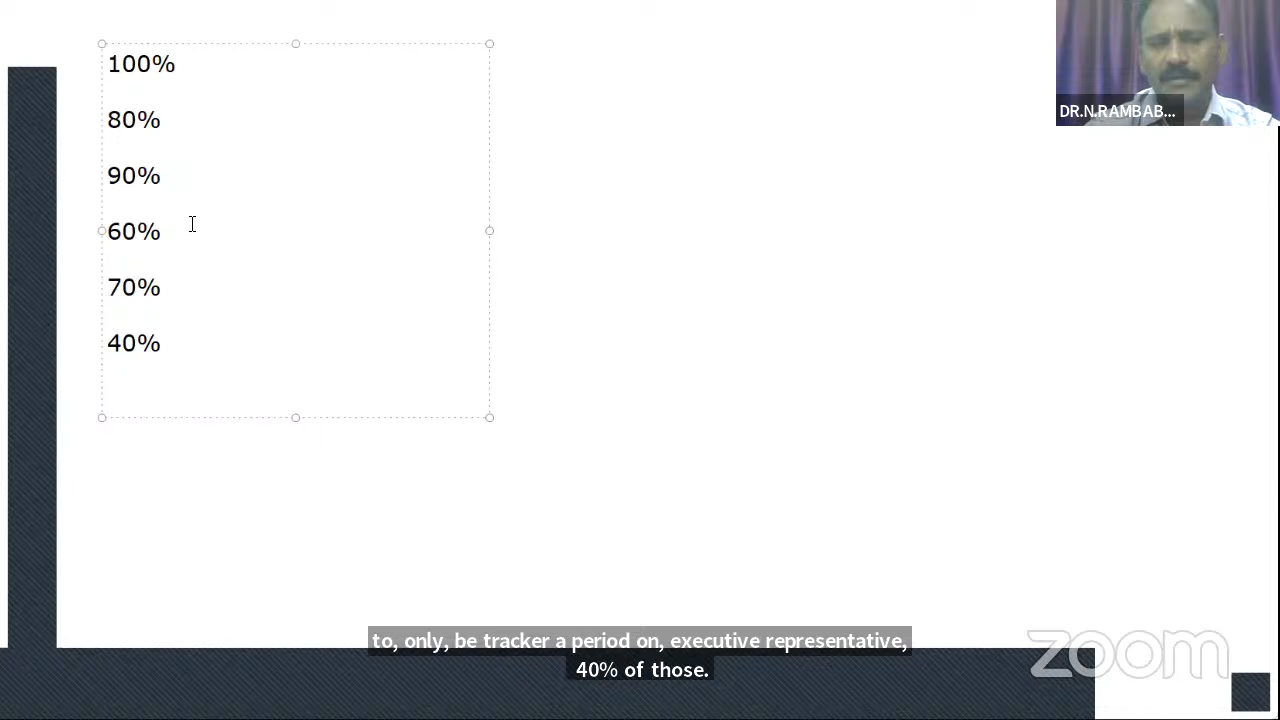 100%
80%
90%
60%
70%
40%
DR.N.RAMBAB...
to, only, be tracker a period on, executive representative,
40% of those.
zoom